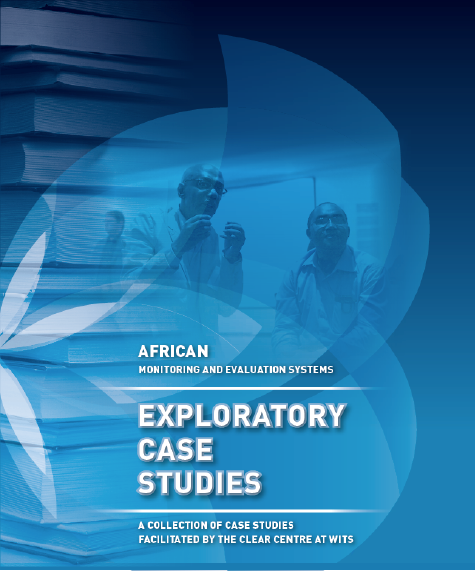 AFRICAN
MONITORING AND EVALUATION SYSTEMS
EXPLORATORY
CASE
STUDIES
A COLLECTION OF CASE STUDIES
FACILITATED BY THE CLEAR CENTRE AT WITS